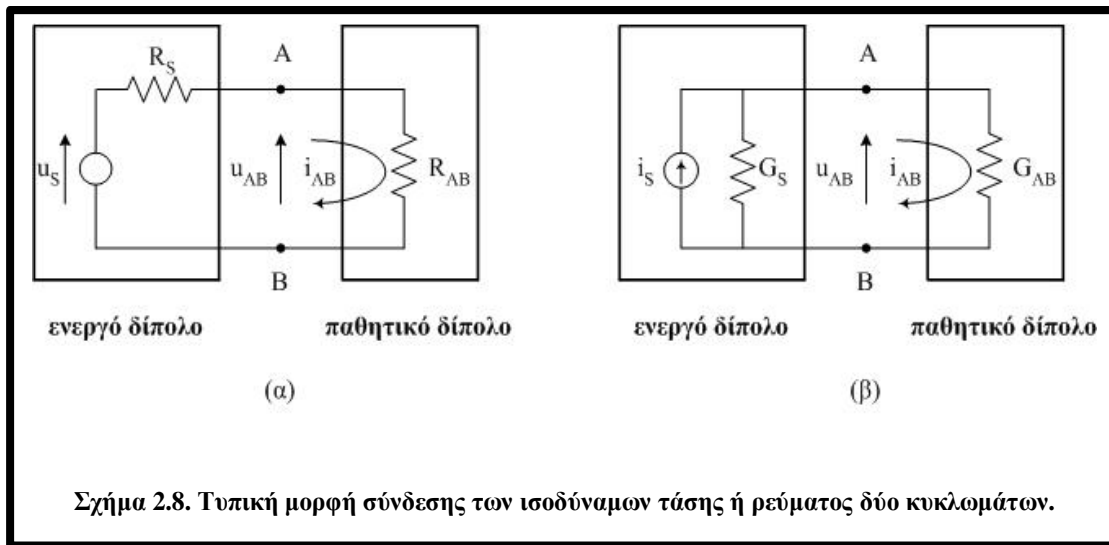 R_S
A
u_S
u_AB
i_AB
R_AB
B
ενεργό δίπολο
παθητικό δίπολο
(α)
A
i_S
G_S
u_AB
i_AB
G_AB
B
ενεργό δίπολο
παθητικό δίπολο
(β)
Σχήμα 2.8. Τυπική μορφή σύνδεσης των ισοδύναμων τάσης ή ρεύματος δύο κυκλωμάτων.